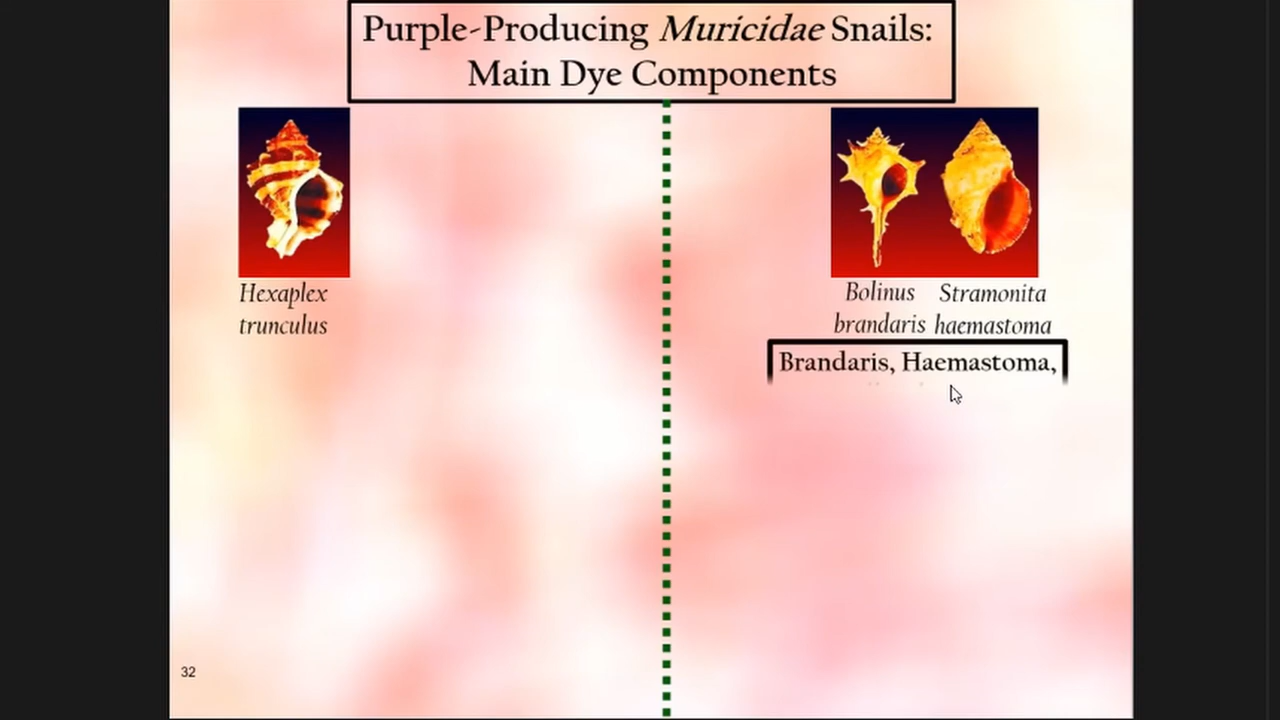 Purple-Producing Muricidae Snails:
Main Dye Components
Hexaplex
trunculus
Bolinus
brandaris
Stramonita
haemastoma
Brandaris, Haemastoma,
32